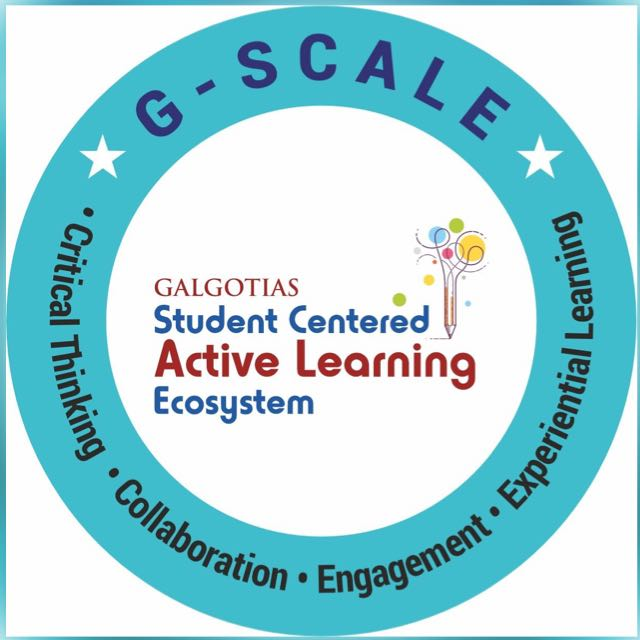 G-SCALE
GALGOTIAS
Student Centered
Active Learning
Ecosystem
• Critical Thinking • Collaboration • Engagement • Experiential Learning